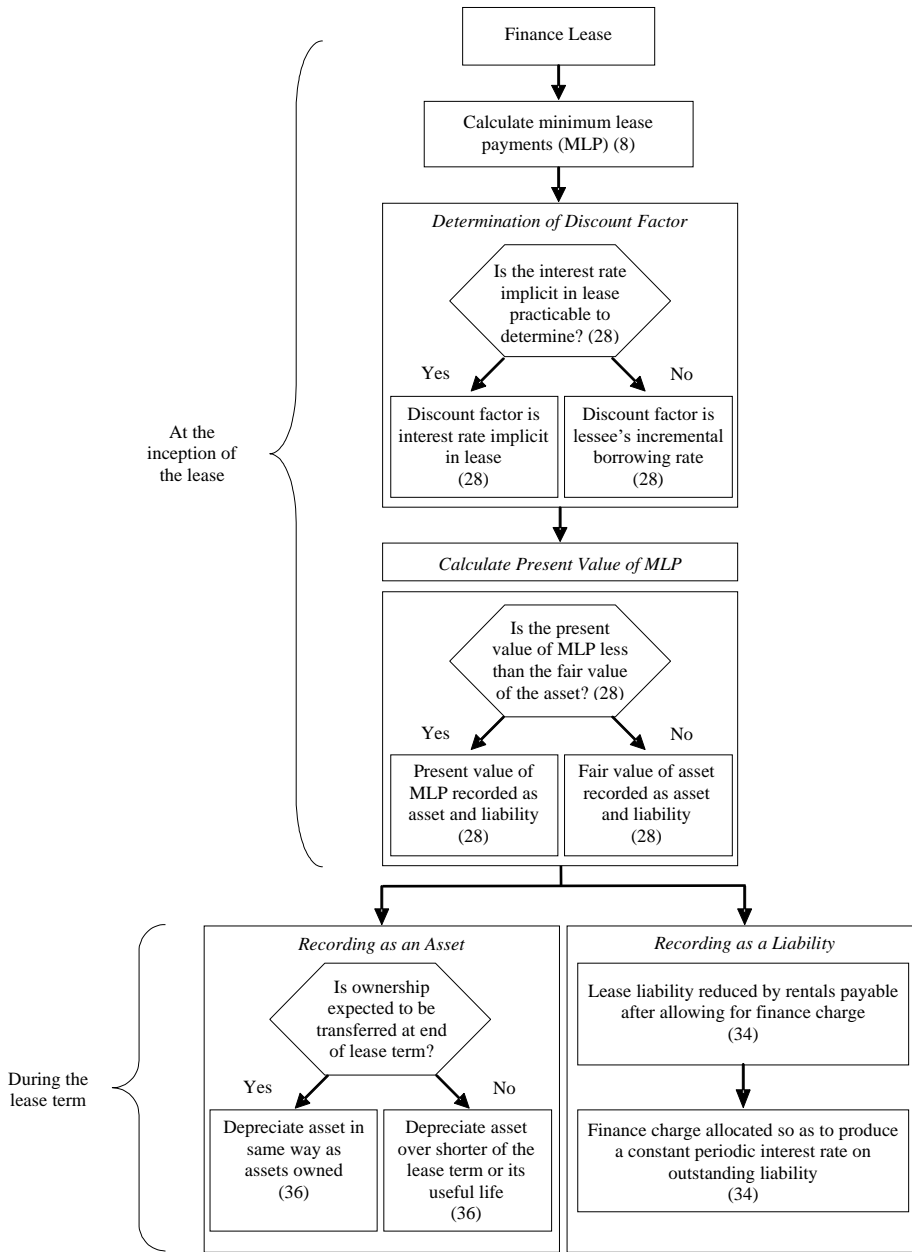 Finance Lease
Calculate minimum lease
payments (MLP) (8)
Determination of Discount Factor
Is the interest rate
implicit in lease
practicable to
determine? (28)
Yes
No
Discount factor is
interest rate implicit
in lease
(28)
Discount factor is
lessee’s incremental
borrowing rate
(28)
At the
inception of
the lease
Calculate Present Value of MLP
Is the present
value of MLP less
than the fair value
of the asset? (28)
Yes
No
Present value of
MLP recorded as
asset and liability
(28)
Fair value of asset
recorded as asset
and liability
(28)
Recording as an Asset
Is ownership
expected to be
transferred at end
of lease term?
Yes
No
Depreciate asset in
same way as
assets owned
(36)
Depreciate asset
over shorter of the
lease term or its
useful life
(36)
Recording as a Liability
Lease liability reduced by rentals payable
after allowing for finance charge
(34)
Finance charge allocated so as to produce
a constant periodic interest rate on
outstanding liability
(34)
During the
lease term